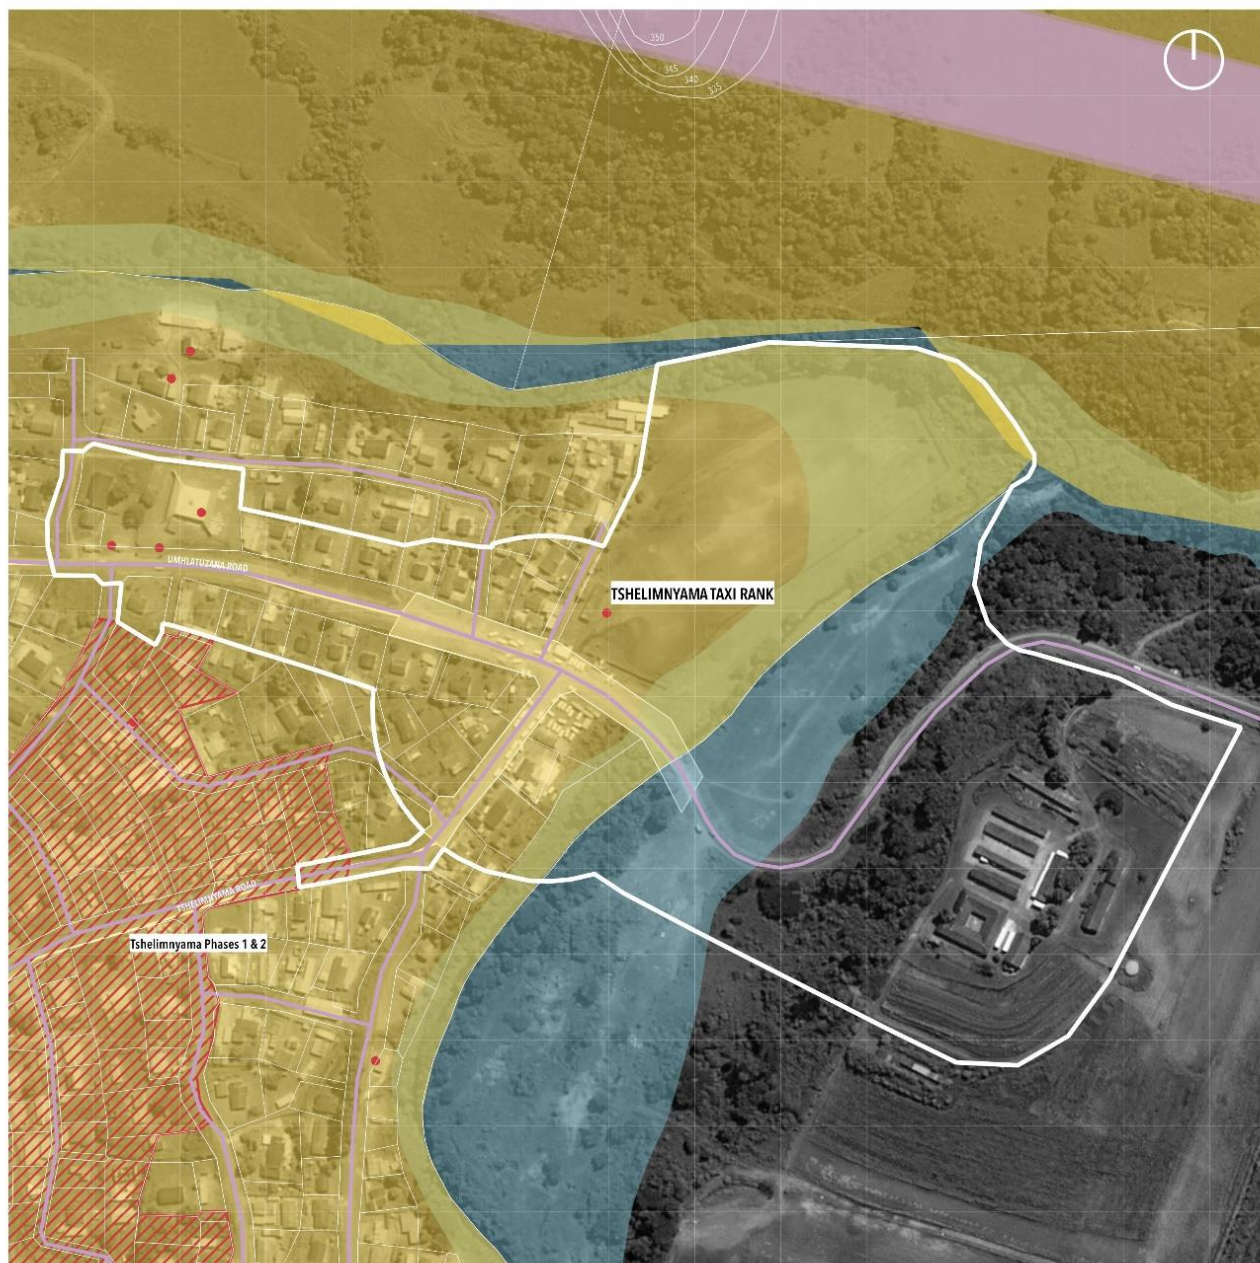 350
345
340
335
UMHLATUZANA ROAD
TSHELIMNYAMA TAXI RANK
TSHELIMNYAMA ROAD
Tshelimnyama Phases 1 & 2